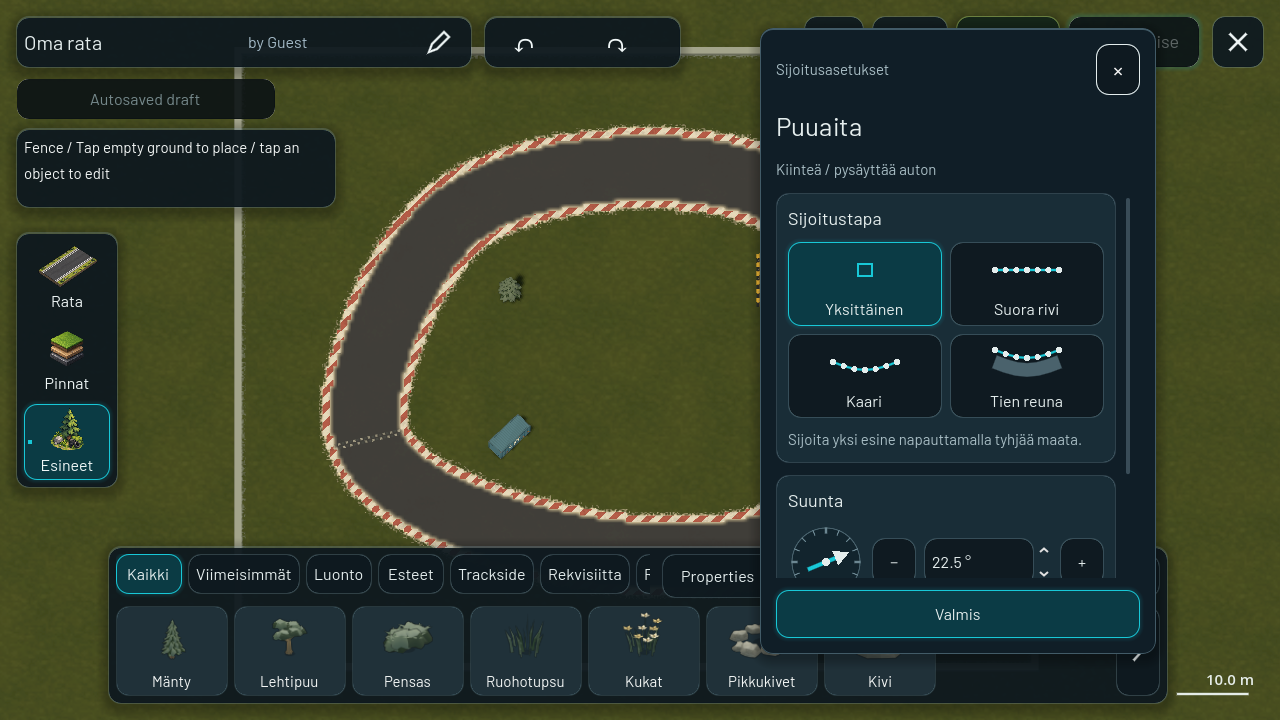 Oma rata
by Guest
ise
Autosaved draft
Fence / Tap empty ground to place / tap an
object to edit
Rata
Pinnat
Esineet
Sijoitusasetukset
×
Puuaita
Kiinteä / pysäyttää auton
Sijoitustapa
Yksittäinen
Suora rivi
Kaari
Tien reuna
Sijoita yksi esine napauttamalla tyhjää maata.
Suunta
−
22.5 °
+
Valmis
Kaikki
Viimeisimmät
Luonto
Esteet
Trackside
Rekvisiitta
Properties
Mänty
Lehtipuu
Pensas
Ruohotupsu
Kukat
Pikkukivet
Kivi
10.0 m